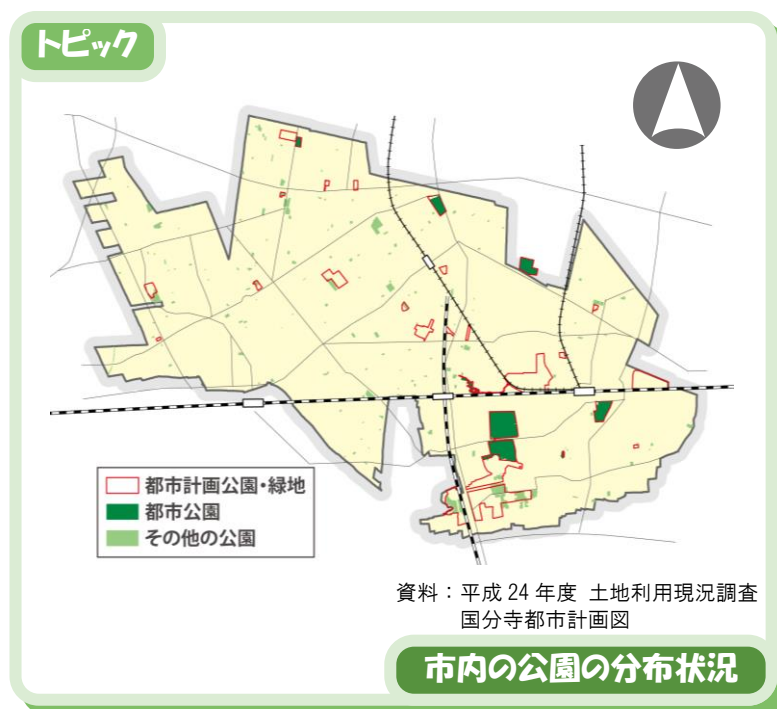 トピック
都市計画公園・緑地
都市公園
その他の公園
資料：平成24年度 土地利用現況調査
国分寺都市計画図
市内の公園の分布状況